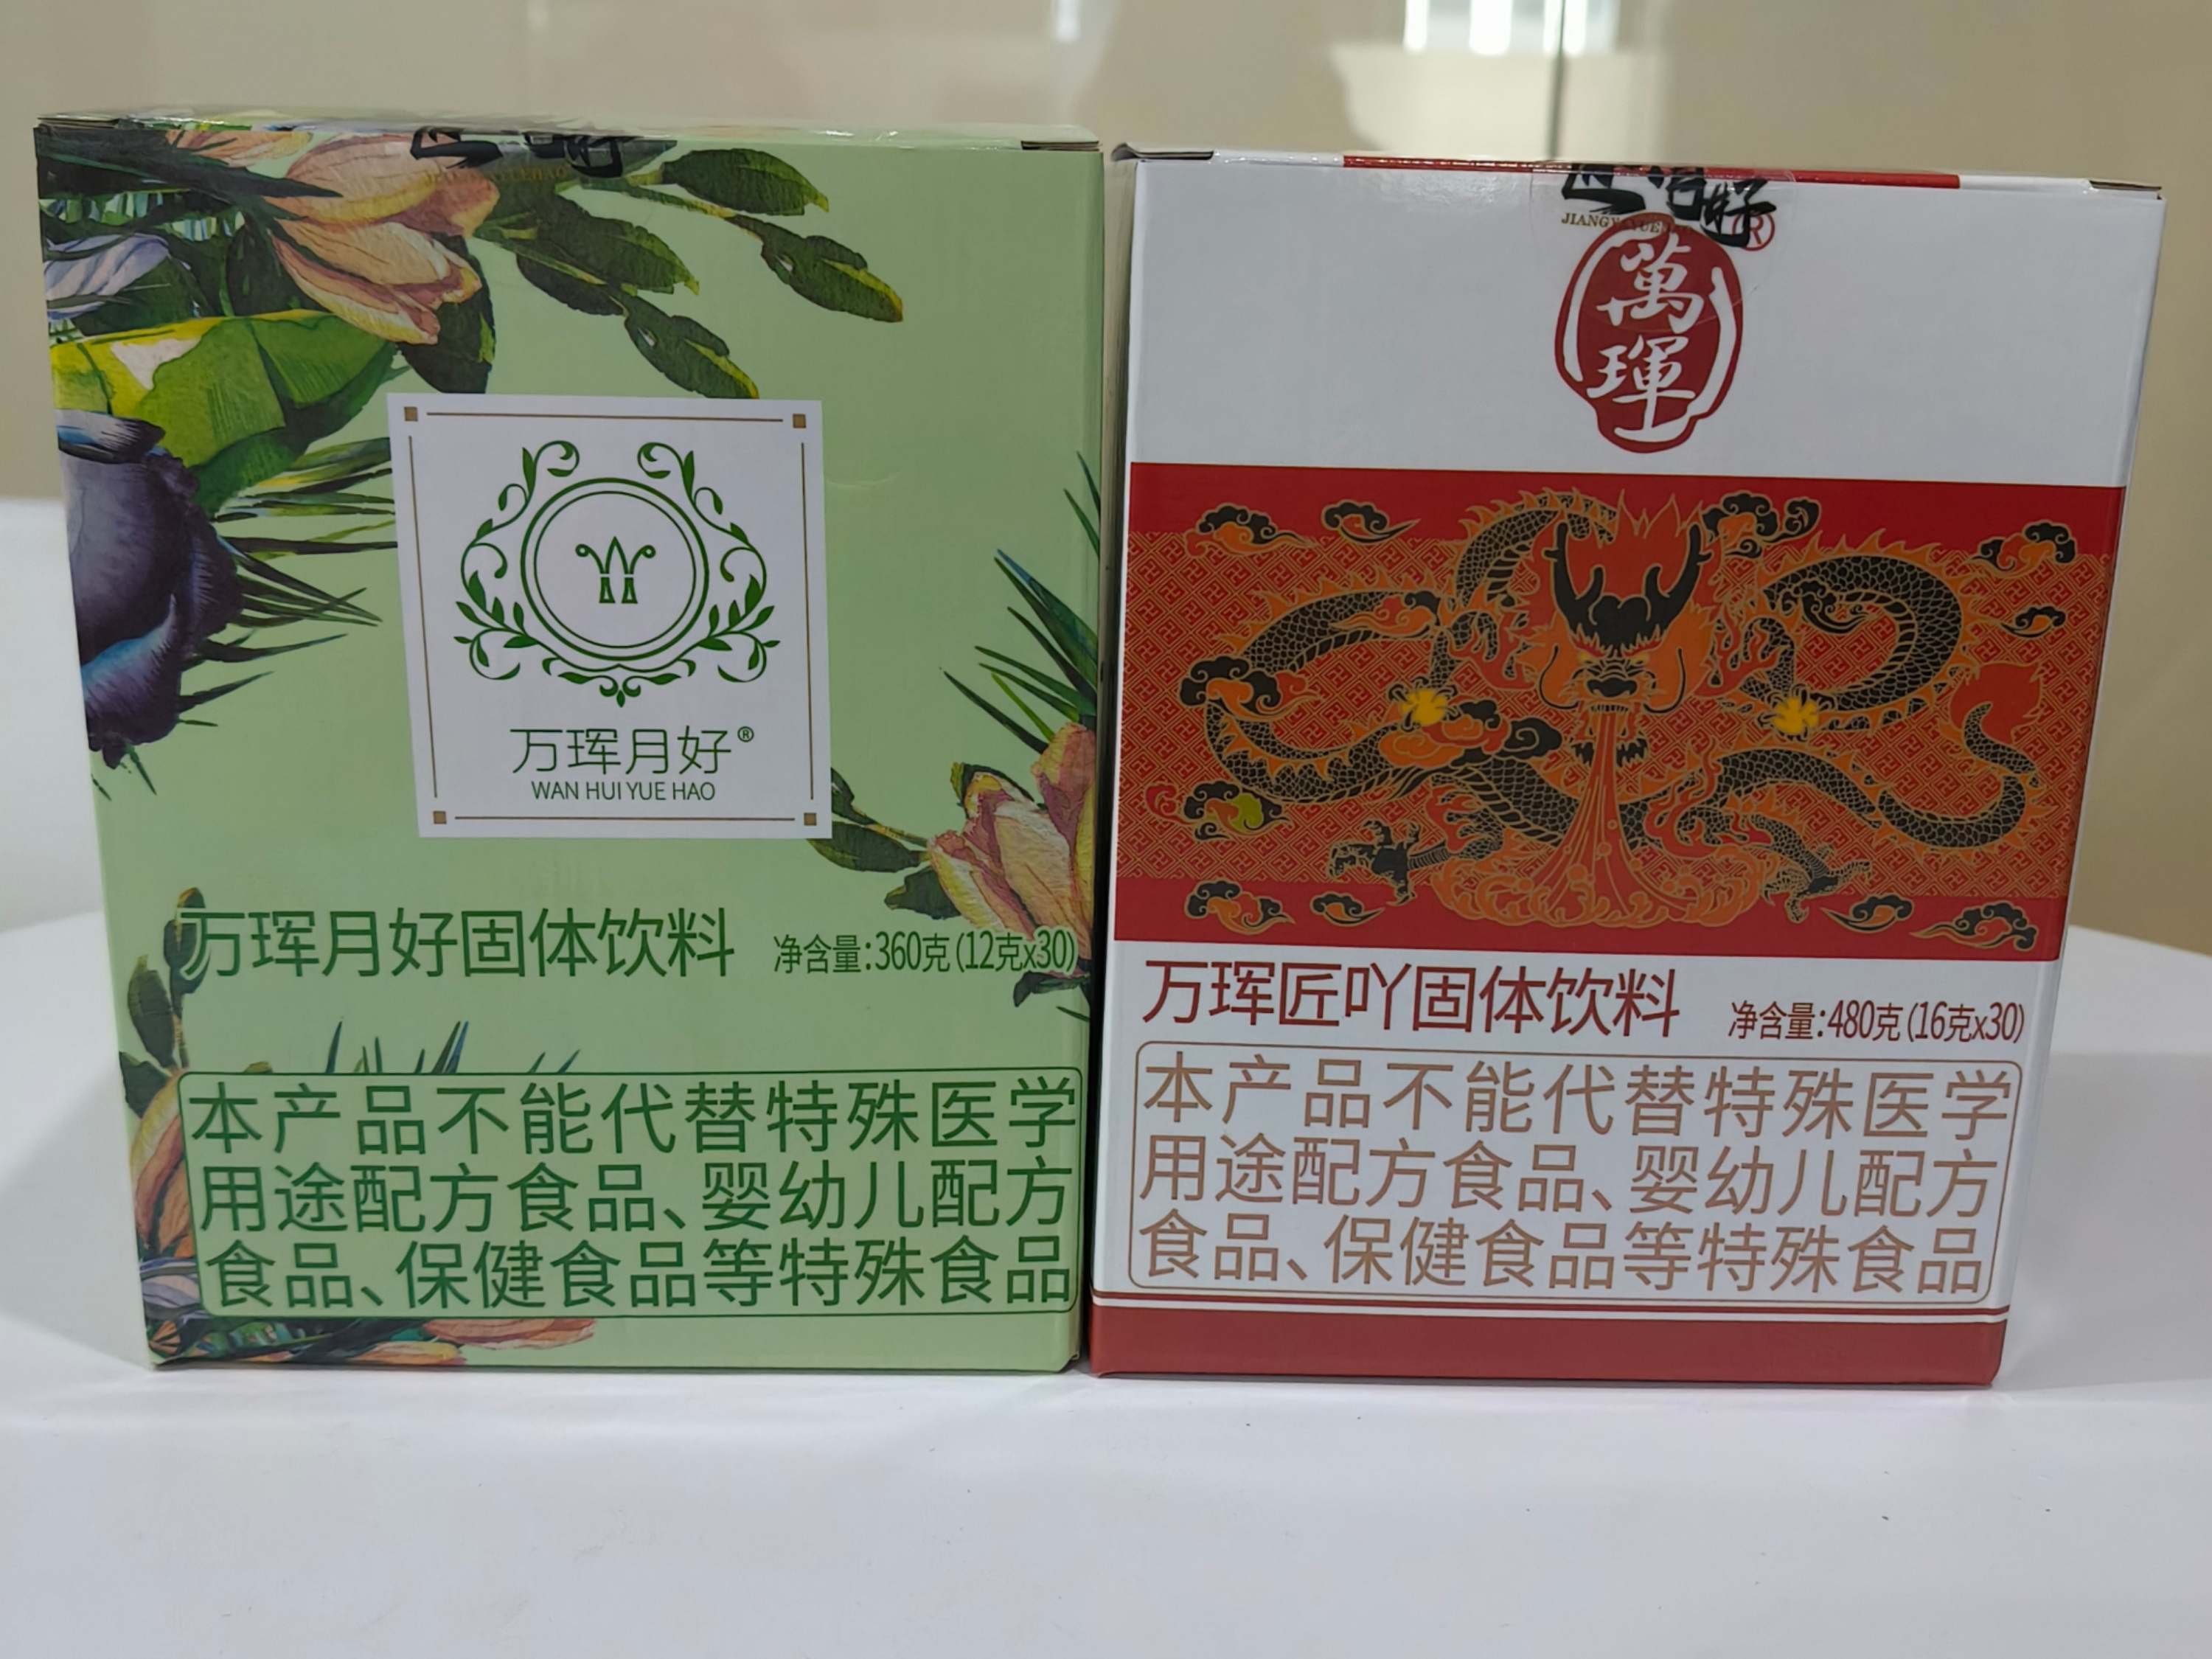 万珲月好®
WAN HUI YUE HAO
万珲月好固体饮料 净含量:360克(12克x30)
本产品不能代替特殊医学
用途配方食品、婴幼儿配方
食品、保健食品等特殊食品
好
®
萬
琿
万珲匠吖固体饮料 净含量:480克(16克x30)
本产品不能代替特殊医学
用途配方食品、婴幼儿配方
食品、保健食品等特殊食品